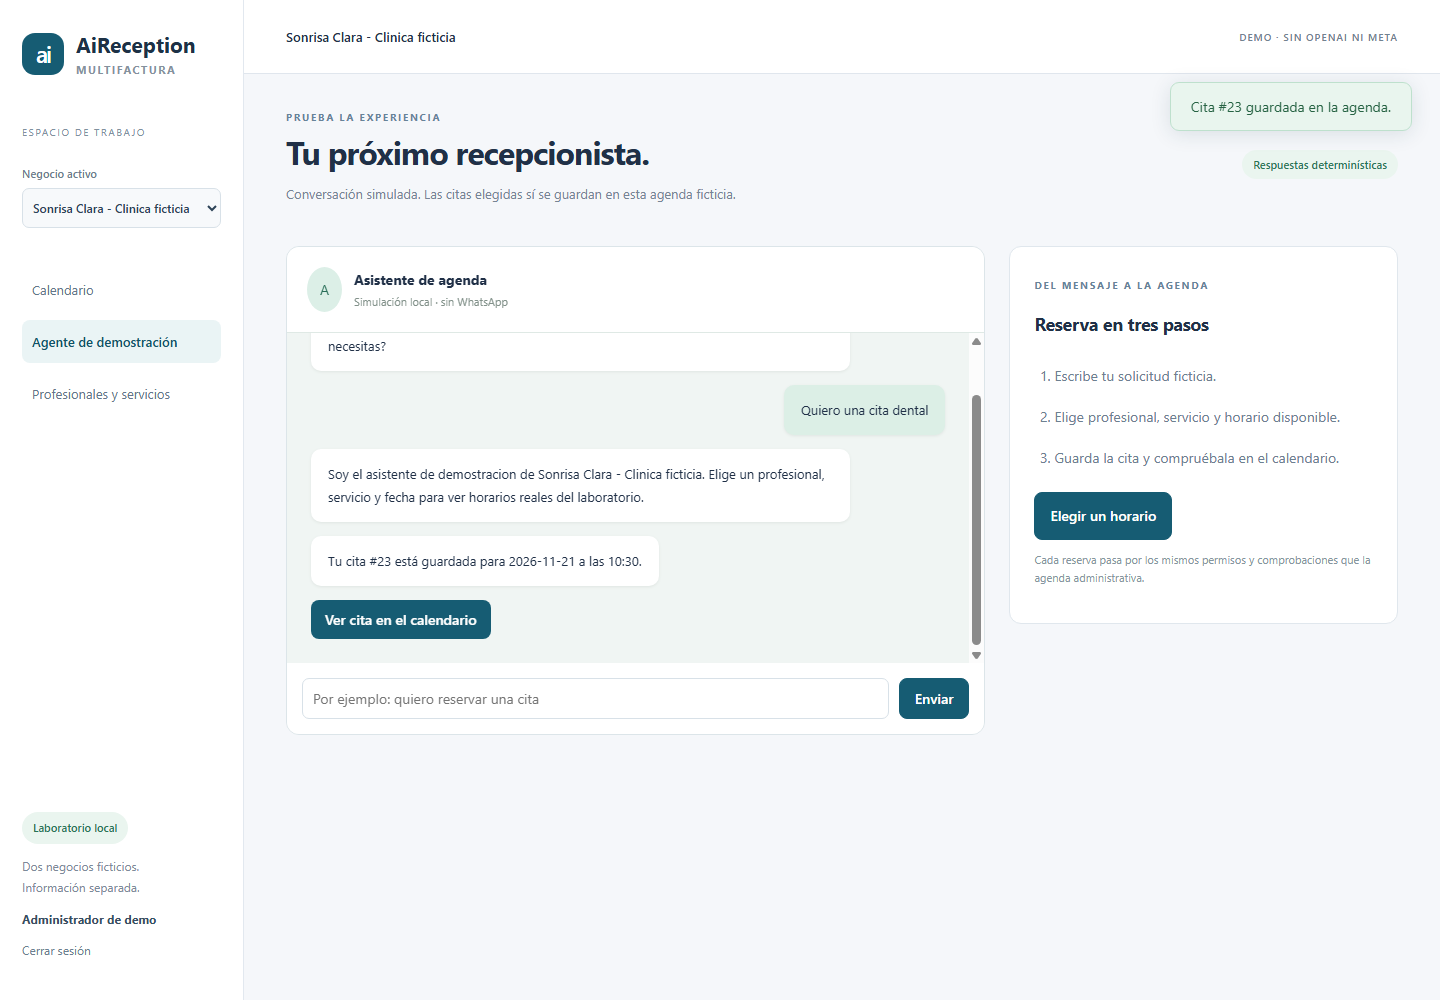 ai
AiReception
MULTIFACTURA
ESPACIO DE TRABAJO
Negocio activo
Sonrisa Clara - Clinica ficticia
Calendario
Agente de demostración
Profesionales y servicios
Laboratorio local
Dos negocios ficticios.
Información separada.
Administrador de demo
Cerrar sesión
Sonrisa Clara - Clinica ficticia
DEMO · SIN OPENAI NI META
Cita #23 guardada en la agenda.
PRUEBA LA EXPERIENCIA
Tu próximo recepcionista.
Respuestas determinísticas
Conversación simulada. Las citas elegidas sí se guardan en esta agenda ficticia.
A
Asistente de agenda
Simulación local · sin WhatsApp
necesitas?
Quiero una cita dental
Soy el asistente de demostracion de Sonrisa Clara - Clinica ficticia. Elige un profesional,
servicio y fecha para ver horarios reales del laboratorio.
Tu cita #23 está guardada para 2026-11-21 a las 10:30.
Ver cita en el calendario
Por ejemplo: quiero reservar una cita
Enviar
DEL MENSAJE A LA AGENDA
Reserva en tres pasos
1. Escribe tu solicitud ficticia.
2. Elige profesional, servicio y horario disponible.
3. Guarda la cita y compruébala en el calendario.
Elegir un horario
Cada reserva pasa por los mismos permisos y comprobaciones que la
agenda administrativa.